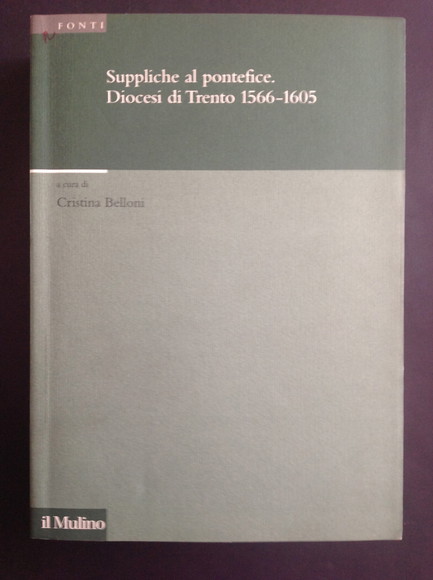 FONTI
Suppliche al pontefice.
Diocesi di Trento 1566-1605
a cura di
Cristina Belloni
il Mulino